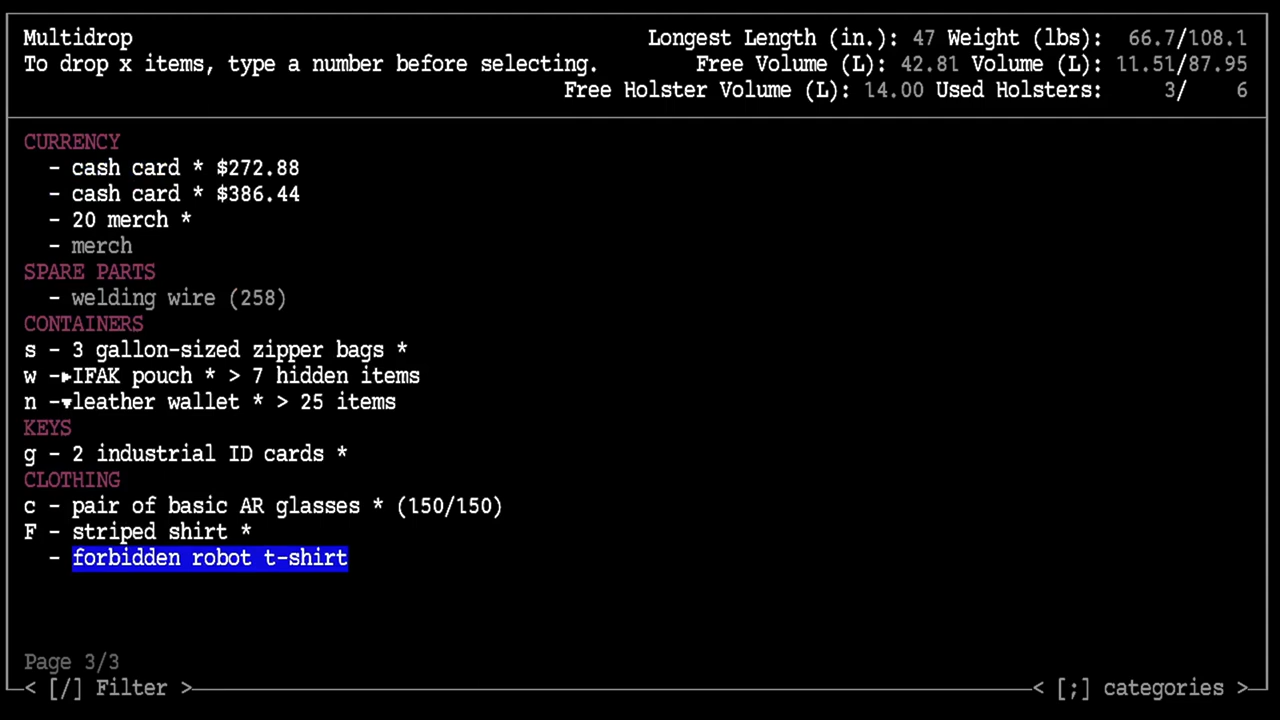 Multidrop Longest Length (in.): 47 Weight (lbs): 66.7/108.1
To drop x items, type a number before selecting. Free Volume (L): 42.81 Volume (L): 11.51/87.95
Free Holster Volume (L): 14.00 Used Holsters: 3/ 6
CURRENCY
- cash card * $272.88
- cash card * $386.44
- 20 merch *
- merch
SPARE PARTS
- welding wire (258)
CONTAINERS
s - 3 gallon-sized zipper bags *
w -▸IFAK pouch * > 7 hidden items
n -▾leather wallet * > 25 items
KEYS
g - 2 industrial ID cards *
CLOTHING
c - pair of basic AR glasses * (150/150)
F - striped shirt *
- forbidden robot t-shirt
Page 3/3
< [/] Filter > < [;] categories >